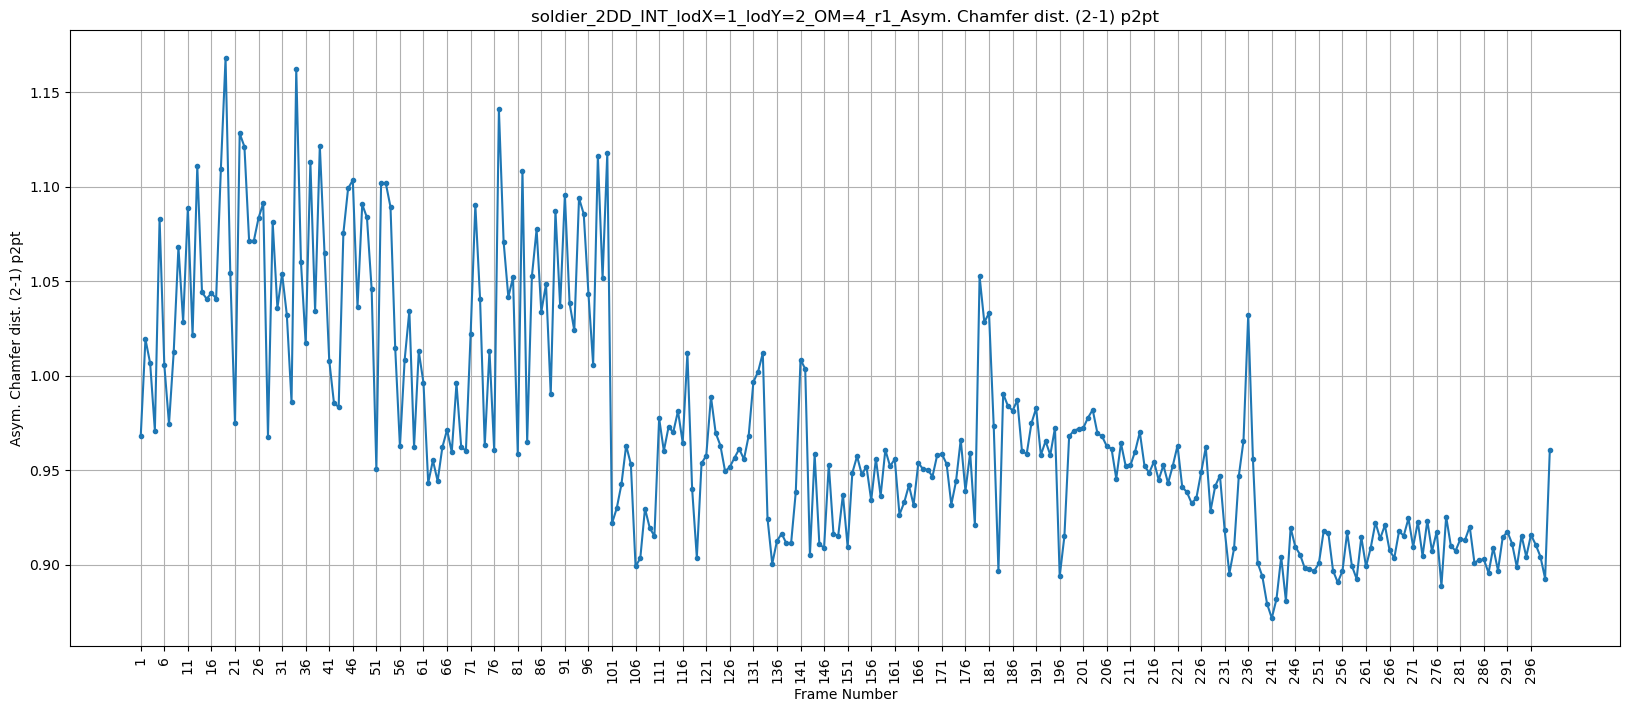 soldier_2DD_INT_lodX=1_lodY=2_OM=4_r1_Asym. Chamfer dist. (2-1) p2pt
Asym. Chamfer dist. (2-1) p2pt
1.15
1.10
1.05
1.00
0.95
0.90
1 6 11 16 21 26 31 36 41 46 51 56 61 66 71 76 81 86 91 96 101 106 111 116 121 126 131 136 141 146 151 156 161 166 171 176 181 186 191 196 201 206 211 216 221 226 231 236 241 246 251 256 261 266 271 276 281 286 291 296
Frame Number